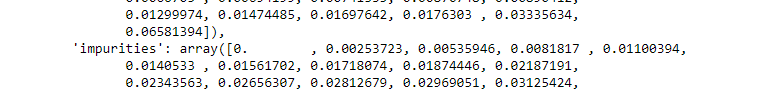 0.01299974, 0.01474485, 0.01697642, 0.0176303 , 0.03335634,
0.06581394]),
'impurities': array([0. , 0.00253723, 0.00535946, 0.0081817 , 0.01100394,
0.0140533 , 0.01561702, 0.01718074, 0.01874446, 0.02187191,
0.02343563, 0.02656307, 0.02812679, 0.02969051, 0.03125424,